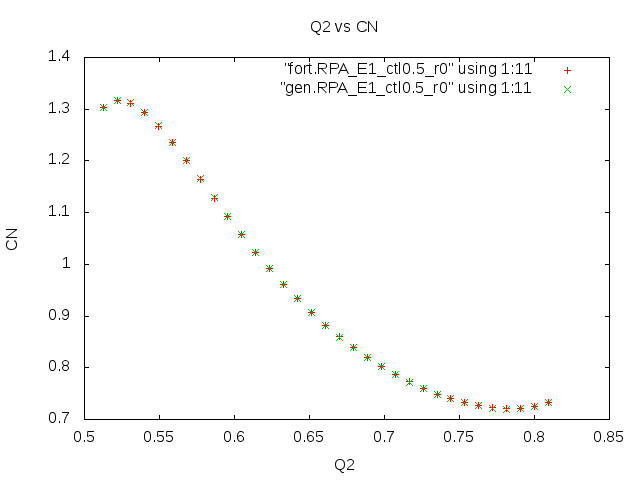 Q2 vs CN
"fort.RPA_E1_ctl0.5_r0" using 1:11
"gen.RPA_E1_ctl0.5_r0" using 1:11
1.4
1.3
1.2
1.1
1
0.9
0.8
0.7
CN
0.5 0.55 0.6 0.65 0.7 0.75 0.8 0.85
Q2